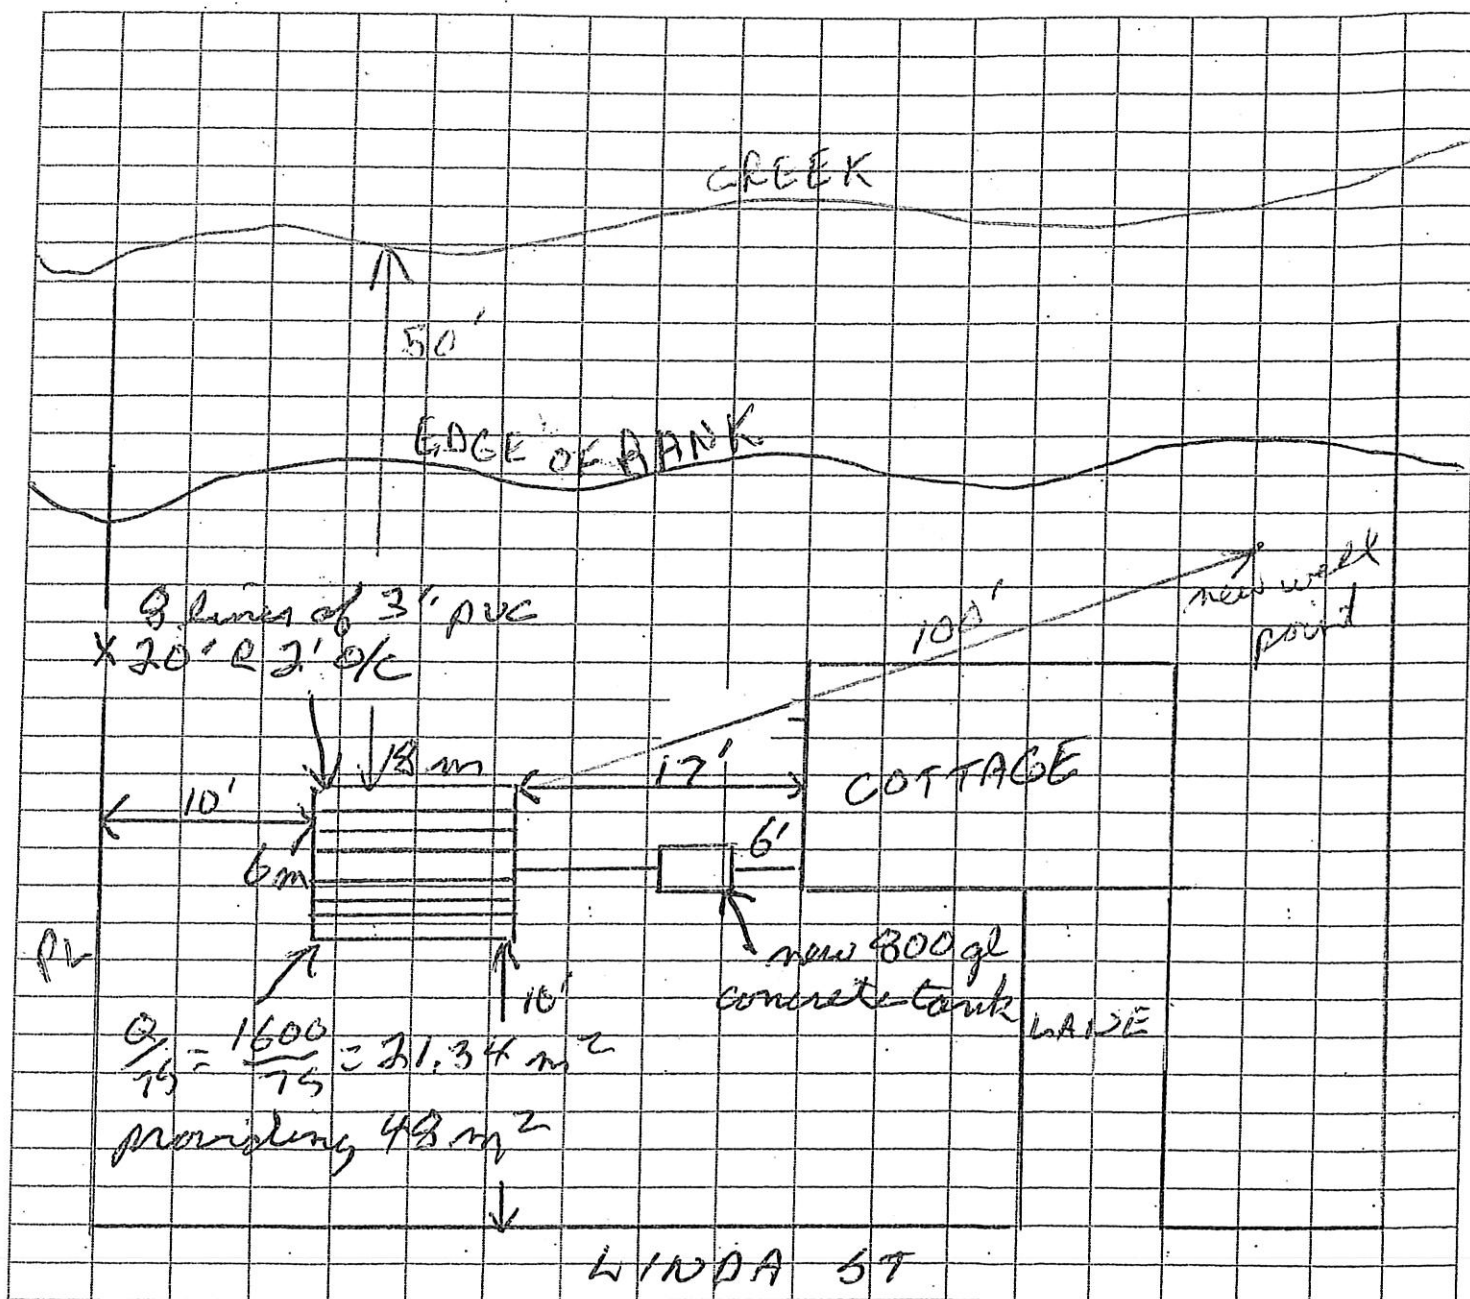 CREEK
50'
EDGE OF BANK
8 lines of 3" PVC
X 20' @ 2' O/C
new well
point
100'
8 m
17'
COTTAGE
10'
6m
6'
PL
new 800 gl
concrete tank
10'
LANE
Q/75 = 1600/75 = 21.34 m²
providing 48 m²
LINDA ST